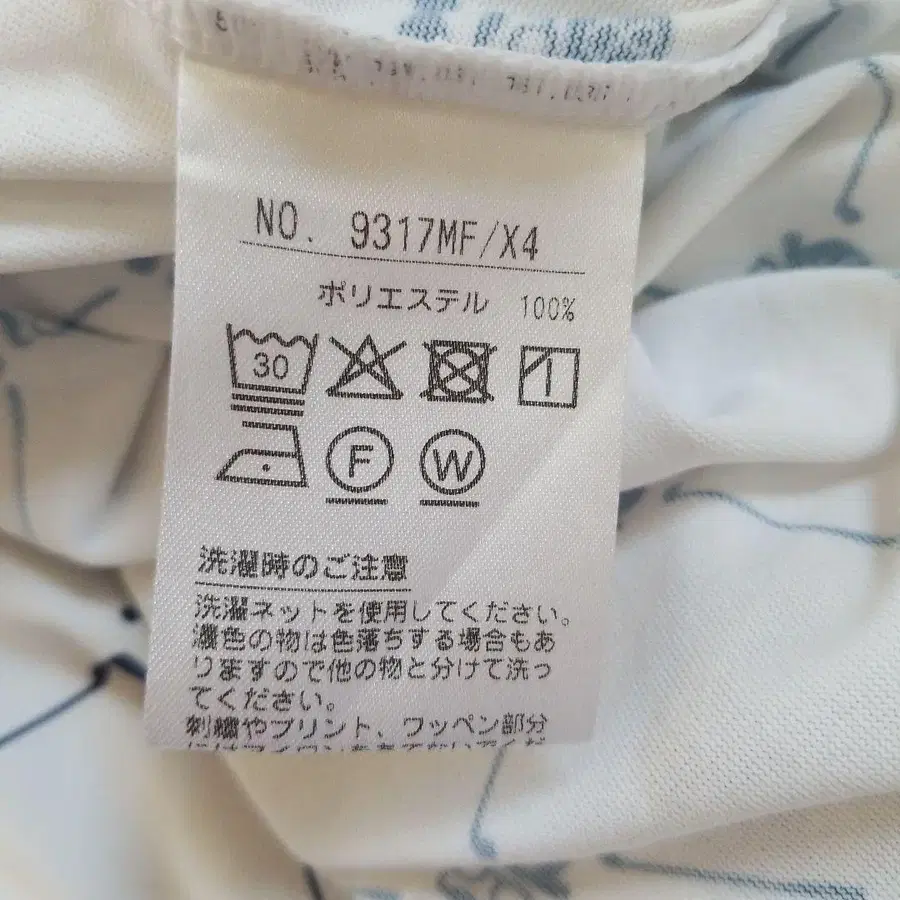 NO. 9317MF/X4
ポリエステル 100%
30
F W
洗濯時のご注意
洗濯ネットを使用してください。
濃色の物は色落ちする場合もあ
りますので他の物と分けて洗っ
てください。
刺繍やプリント、ワッペン部分